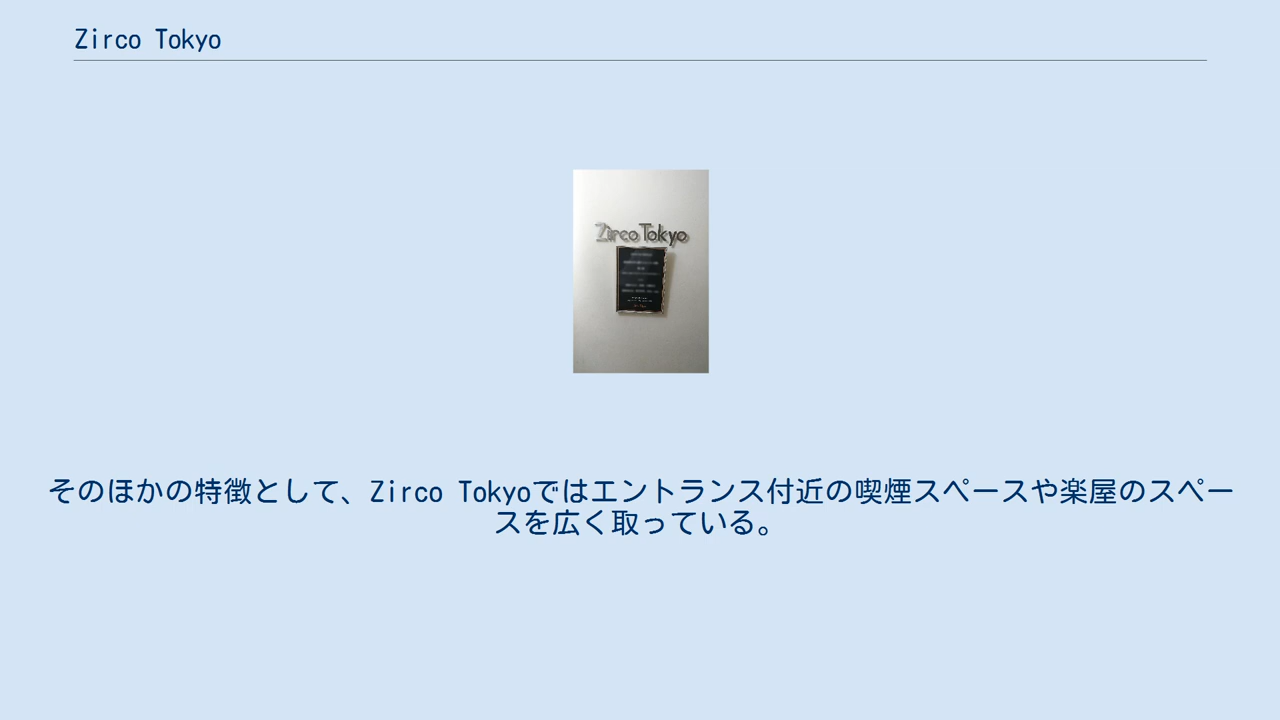 Zirco Tokyo
Zirco Tokyo
そのほかの特徴として、Zirco Tokyoではエントランス付近の喫煙スペースや楽屋のスペー
スを広く取っている。